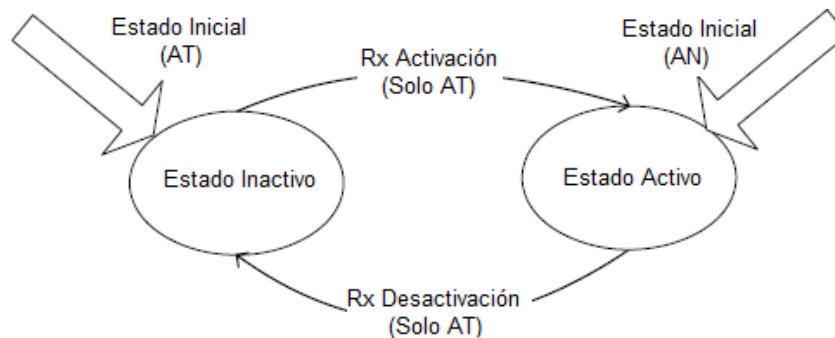 Estado Inicial
(AT)
Rx Activación
(Solo AT)
Estado Inicial
(AN)
Estado Inactivo
Estado Activo
Rx Desactivación
(Solo AT)